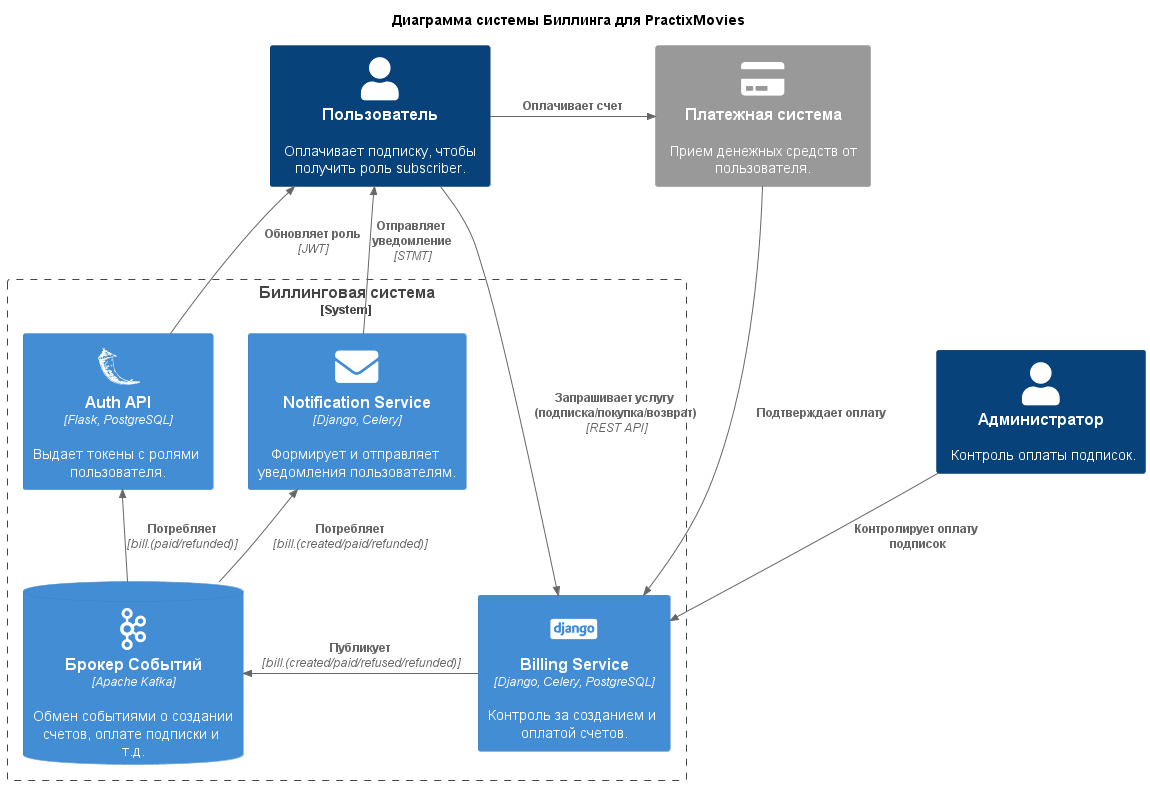 Диаграмма системы Биллинга для PractixMovies
Пользователь
Оплачивает подписку, чтобы
получить роль subscriber.
Оплачивает счет
Платежная система
Прием денежных средств от
пользователя.
Обновляет роль
[JWT]
Отправляет
уведомление
[STMT]
Биллинговая система
[System]
Auth API
[Flask, PostgreSQL]
Выдает токены с ролями
пользователя.
Notification Service
[Django, Celery]
Формирует и отправляет
уведомления пользователям.
Запрашивает услугу
(подписка/покупка/возврат)
[REST API]
Подтверждает оплату
Администратор
Контроль оплаты подписок.
Потребляет
[bill.(paid/refunded)]
Потребляет
[bill.(created/paid/refunded)]
Контролирует оплату
подписок
Брокер Событий
[Apache Kafka]
Обмен событиями о создании
счетов, оплате подписки и
т.д.
Публикует
[bill.(created/paid/refused/refunded)]
django
Billing Service
[Django, Celery, PostgreSQL]
Контроль за созданием и
оплатой счетов.